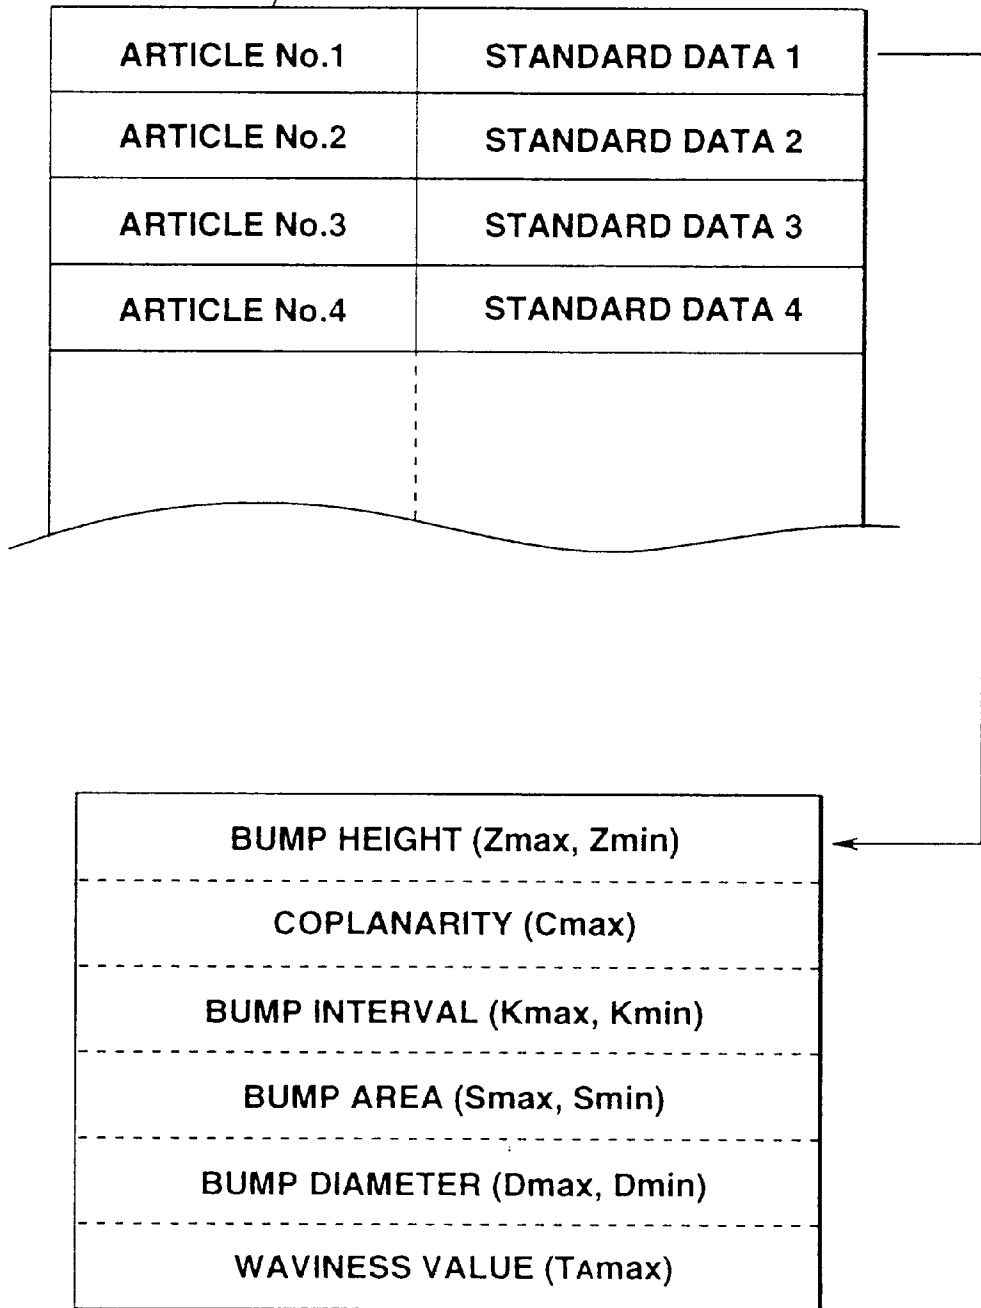 ARTICLE No.1 STANDARD DATA 1
ARTICLE No.2 STANDARD DATA 2
ARTICLE No.3 STANDARD DATA 3
ARTICLE No.4 STANDARD DATA 4
BUMP HEIGHT (Zmax, Zmin)
COPLANARITY (Cmax)
BUMP INTERVAL (Kmax, Kmin)
BUMP AREA (Smax, Smin)
BUMP DIAMETER (Dmax, Dmin)
WAVINESS VALUE (TAmax)